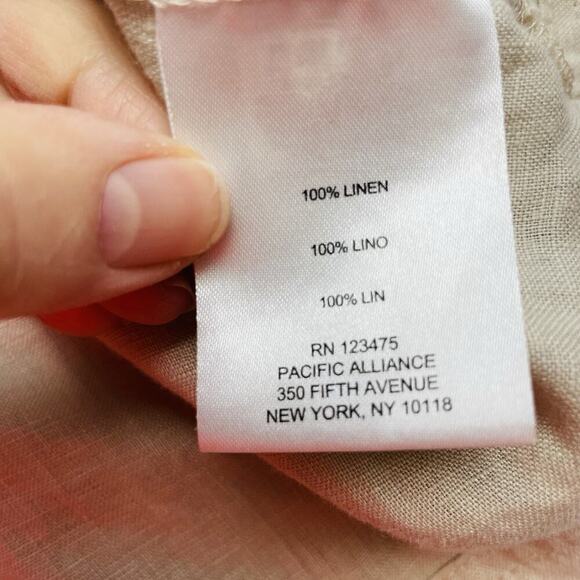 100% LINEN
100% LINO
100% LIN
RN 123475
PACIFIC ALLIANCE
350 FIFTH AVENUE
NEW YORK, NY 10118